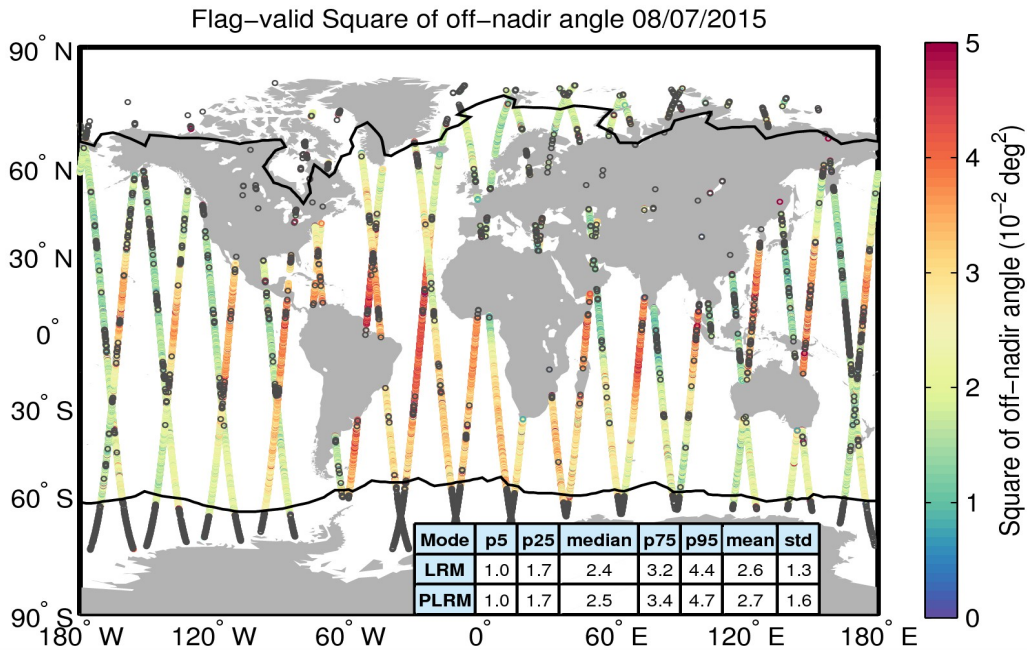 Flag−valid Square of off−nadir angle 08/07/2015
90° N
60° N
30° N
0°
30° S
60° S
90° S
180° W
120° W
60° W
0°
60° E
120° E
180° E
Mode p5 p25 median p75 p95 mean std
LRM 1.0 1.7 2.4 3.2 4.4 2.6 1.3
PLRM 1.0 1.7 2.5 3.4 4.7 2.7 1.6
5
4
3
2
1
0
Square of off−nadir angle (10⁻² deg²)